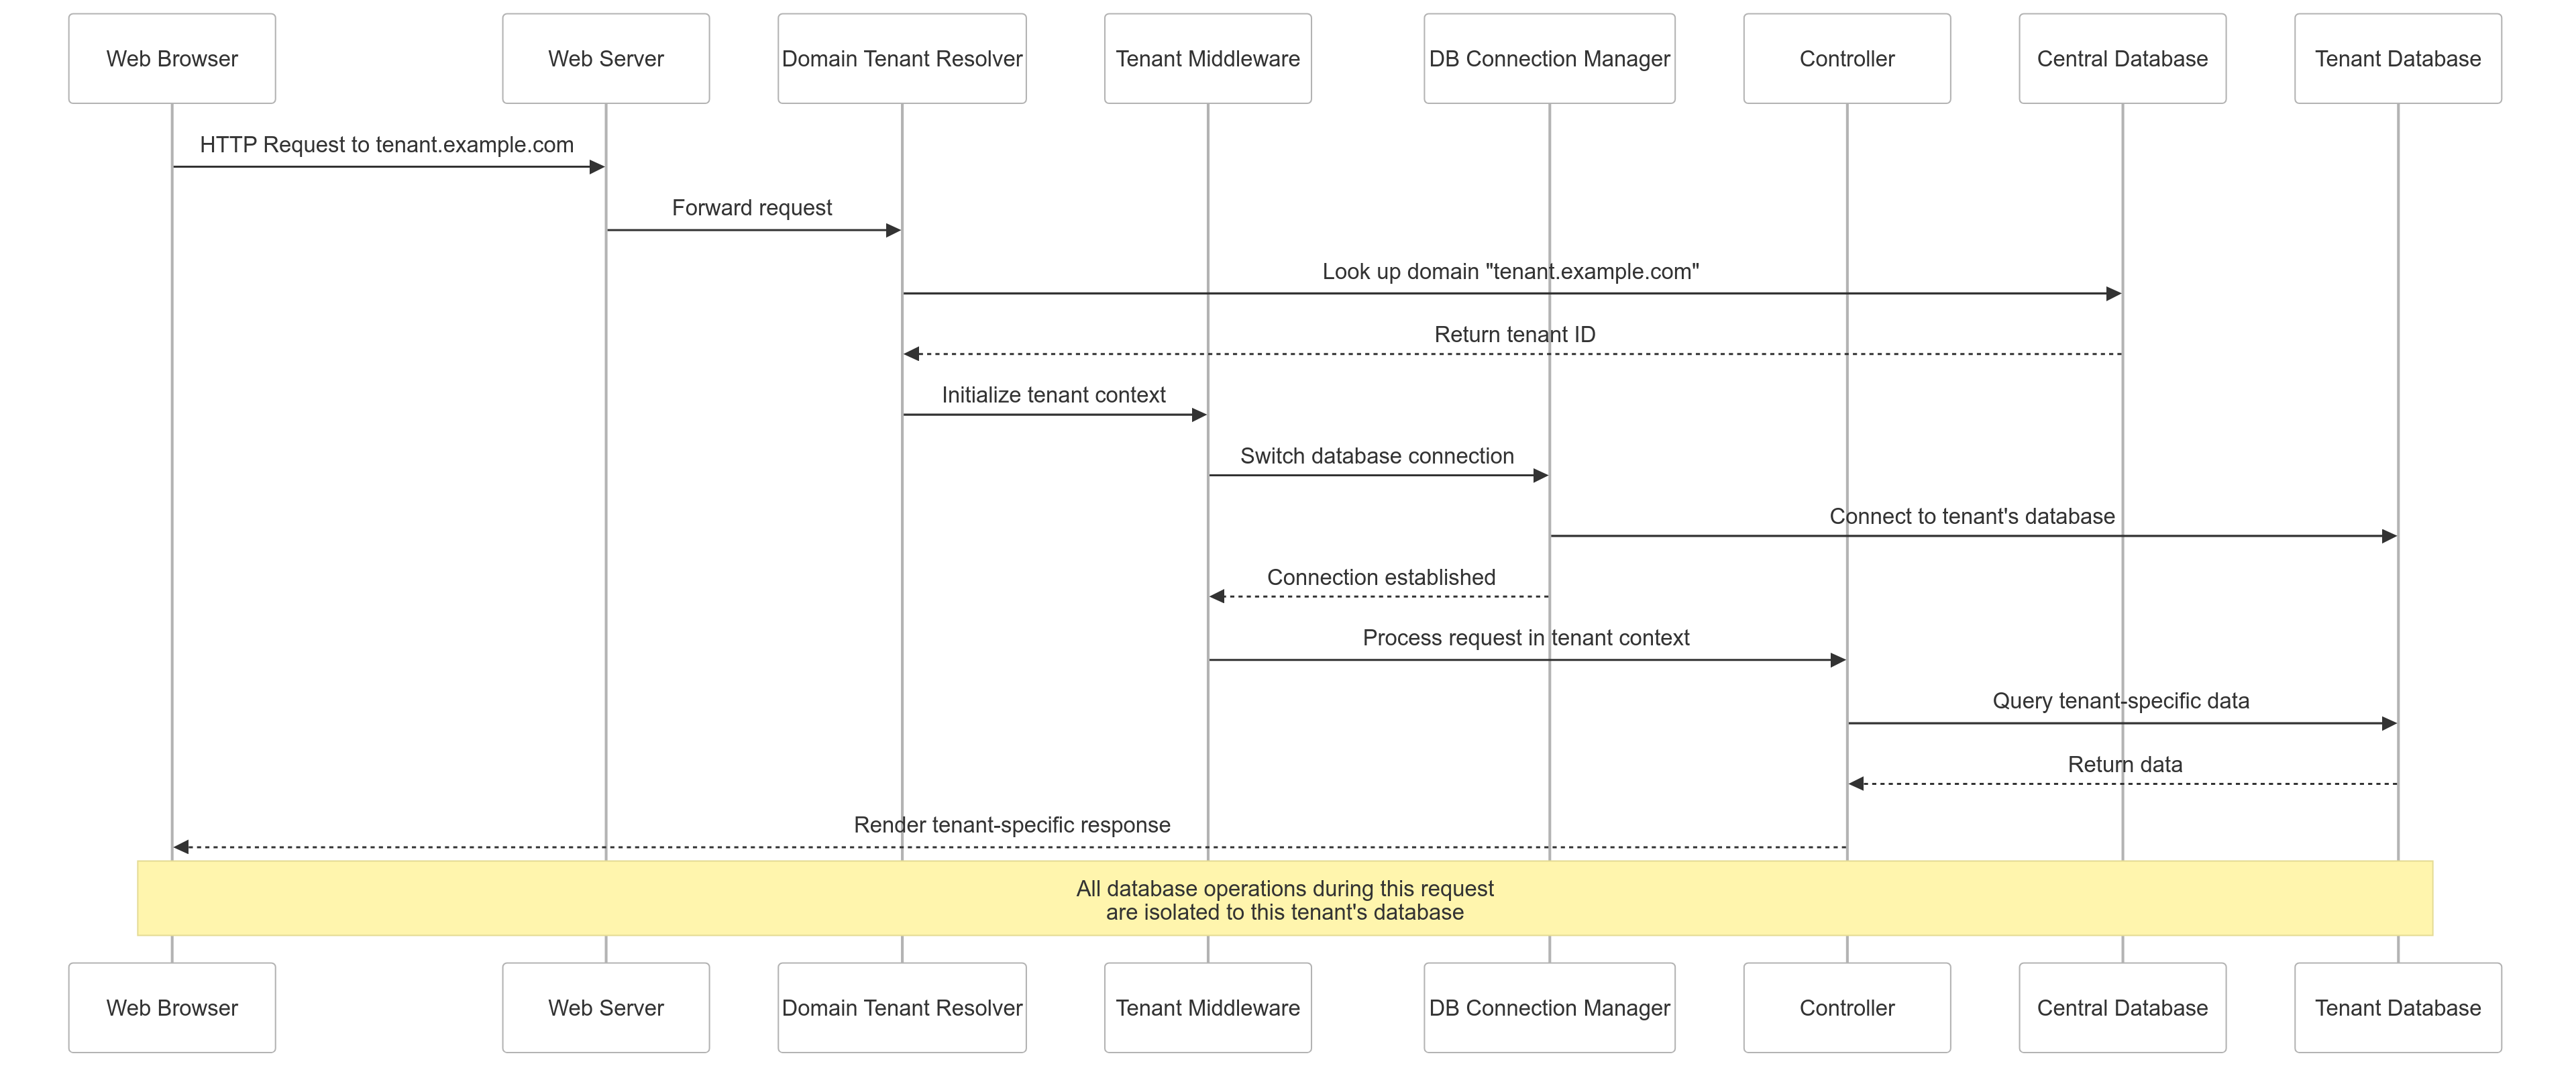 Web Browser
Web Server
Domain Tenant Resolver
Tenant Middleware
DB Connection Manager
Controller
Central Database
Tenant Database
HTTP Request to tenant.example.com
Forward request
Look up domain "tenant.example.com"
Return tenant ID
Initialize tenant context
Switch database connection
Connect to tenant's database
Connection established
Process request in tenant context
Query tenant-specific data
Return data
Render tenant-specific response
All database operations during this request
are isolated to this tenant's database
Web Browser
Web Server
Domain Tenant Resolver
Tenant Middleware
DB Connection Manager
Controller
Central Database
Tenant Database